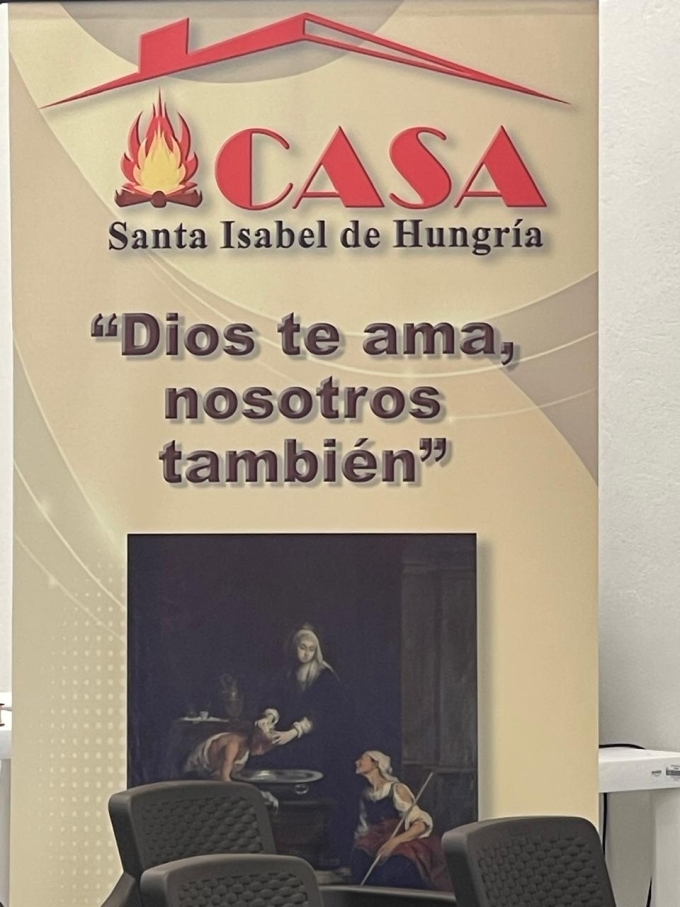 CASA
Santa Isabel de Hungría
“Dios te ama,
nosotros
también”